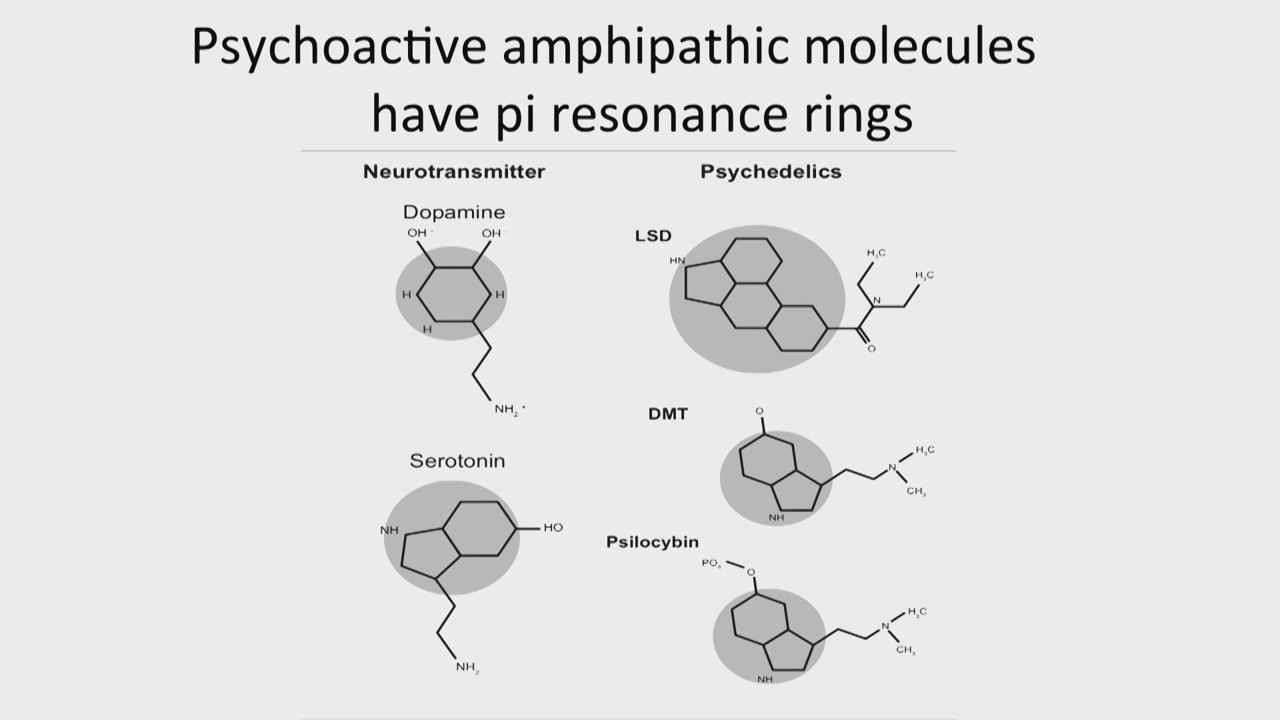 Psychoactive amphipathic molecules
have pi resonance rings
Neurotransmitter
Dopamine
OH
OH
H
H
H
NH₂
Serotonin
NH
HO
NH₂
Psychedelics
LSD
HN
H₃C
H₃C
N
O
DMT
O
H₃C
N
CH₃
NH
Psilocybin
PO₃
O
H₃C
N
CH₃
NH